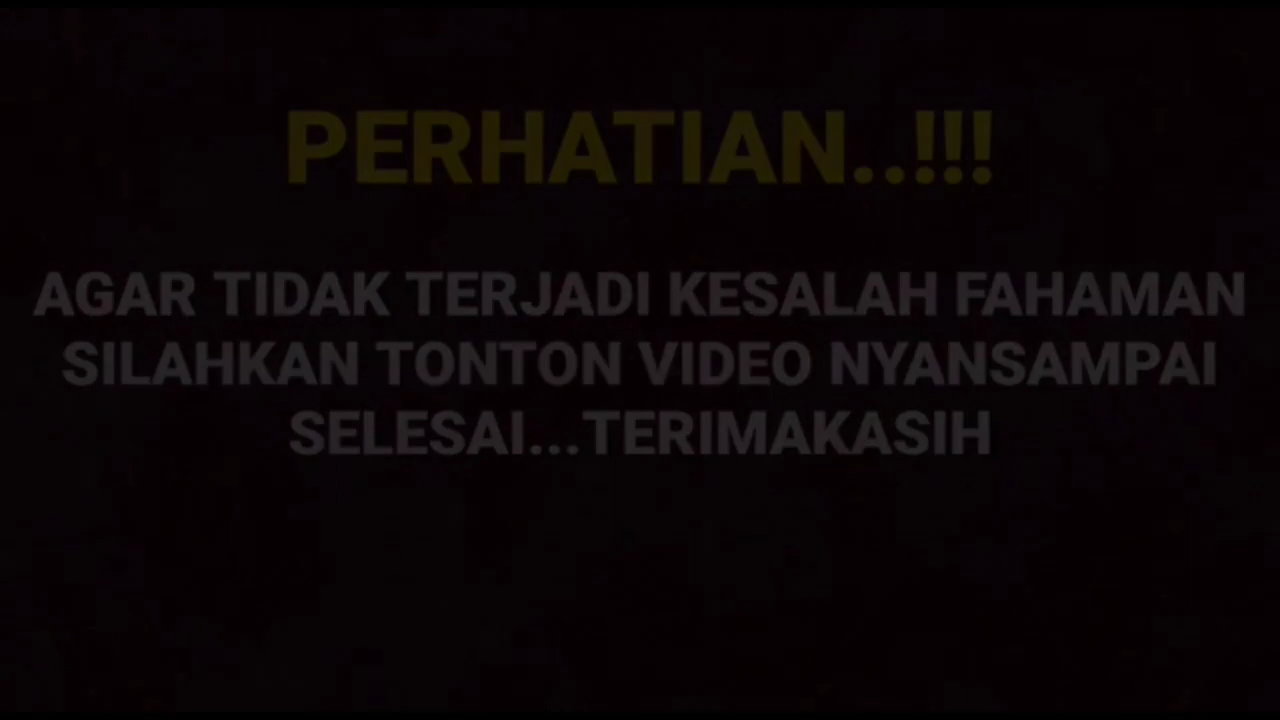 PERHATIAN..!!!
AGAR TIDAK TERJADI KESALAH FAHAMAN
SILAHKAN TONTON VIDEO NYANSAMPAI
SELESAI...TERIMAKASIH